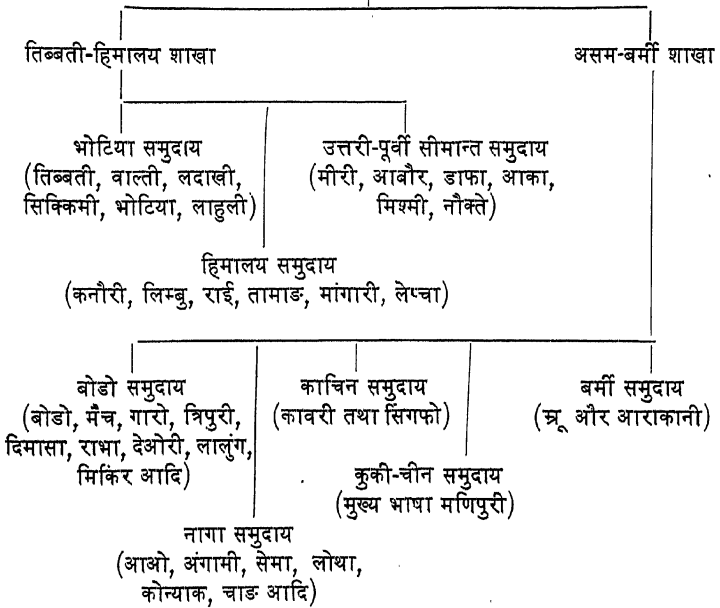 तिब्बती-हिमालय शाखा
असम-बर्मी शाखा
भोटिया समुदाय
(तिब्बती, वाल्ती, लदाखी,
सिक्किमी, भोटिया, लाहुली)
उत्तरी-पूर्वी सीमान्त समुदाय
(मीरी, आबौर, डाफा, आका,
मिश्मी, नौक्ते)
हिमालय समुदाय
(कनौरी, लिम्बु, राई, तामाङ, मांगारी, लेप्चा)
बोडो समुदाय
(बोडो, मैच, गारो, त्रिपुरी,
दिमासा, राभा, देओरी, लालुंग,
मिकिर आदि)
काचिन समुदाय
(कावरी तथा सिंगफो)
बर्मी समुदाय
(म्रू और आराकानी)
कुकी-चीन समुदाय
(मुख्य भाषा मणिपुरी)
नागा समुदाय
(आओ, अंगामी, सेमा, लोथा,
कोन्याक, चाङ आदि)